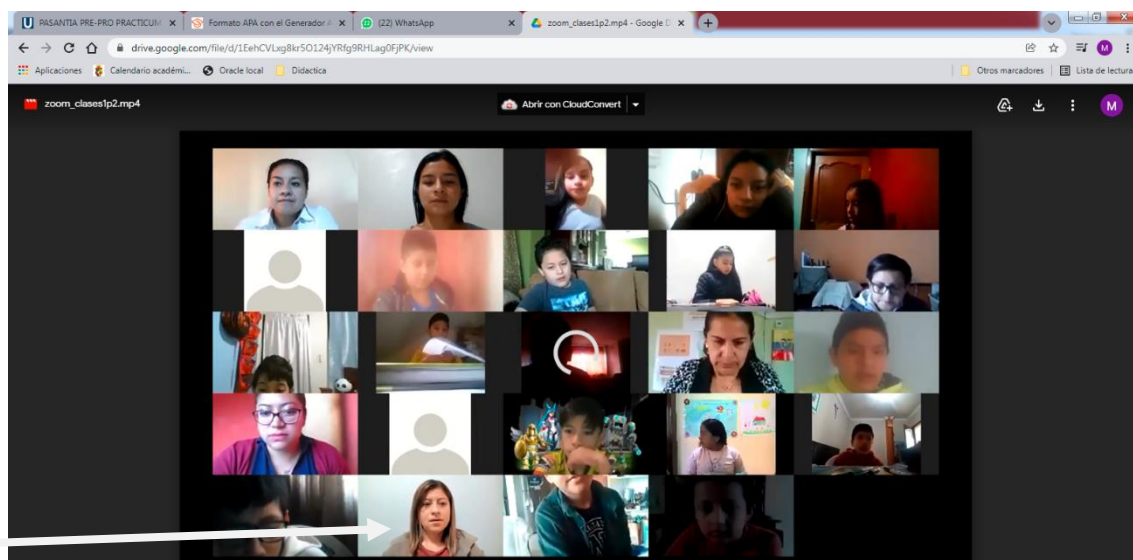 PASANTIA PRE-PRO PRACTICUM
Formato APA con el Generador A
(22) WhatsApp
zoom_clases1p2.mp4 - Google D
drive.google.com/file/d/1EehCVLxg8kr5O124jYRfg9RHLag0FjPK/view
Aplicaciones
Calendario académi...
Oracle local
Didactica
Otros marcadores
Lista de lectura
zoom_clases1p2.mp4
Abrir con CloudConvert
M